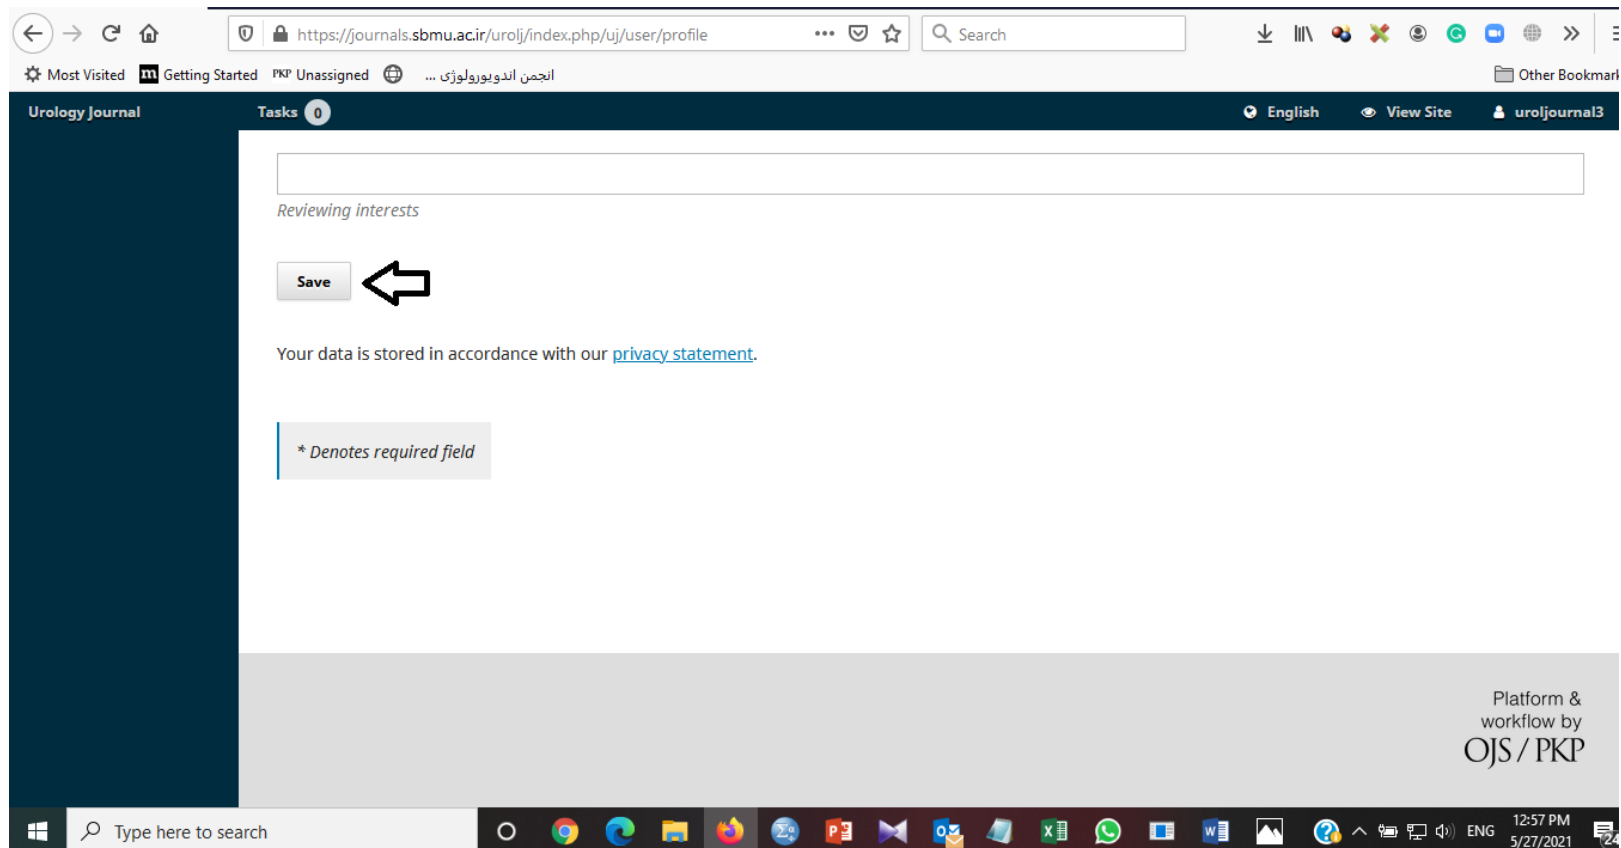 https://journals.sbmu.ac.ir/urolj/index.php/uj/user/profile
Search
Most Visited
m Getting Started
PKP Unassigned
انجمن اندویورولوژی ...
Other Bookmark
Urology Journal
Tasks 0
English
View Site
uroljournal3
Reviewing interests
Save
Your data is stored in accordance with our privacy statement.
* Denotes required field
Platform &
workflow by
OJS / PKP
Type here to search
ENG
12:57 PM
5/27/2021
24